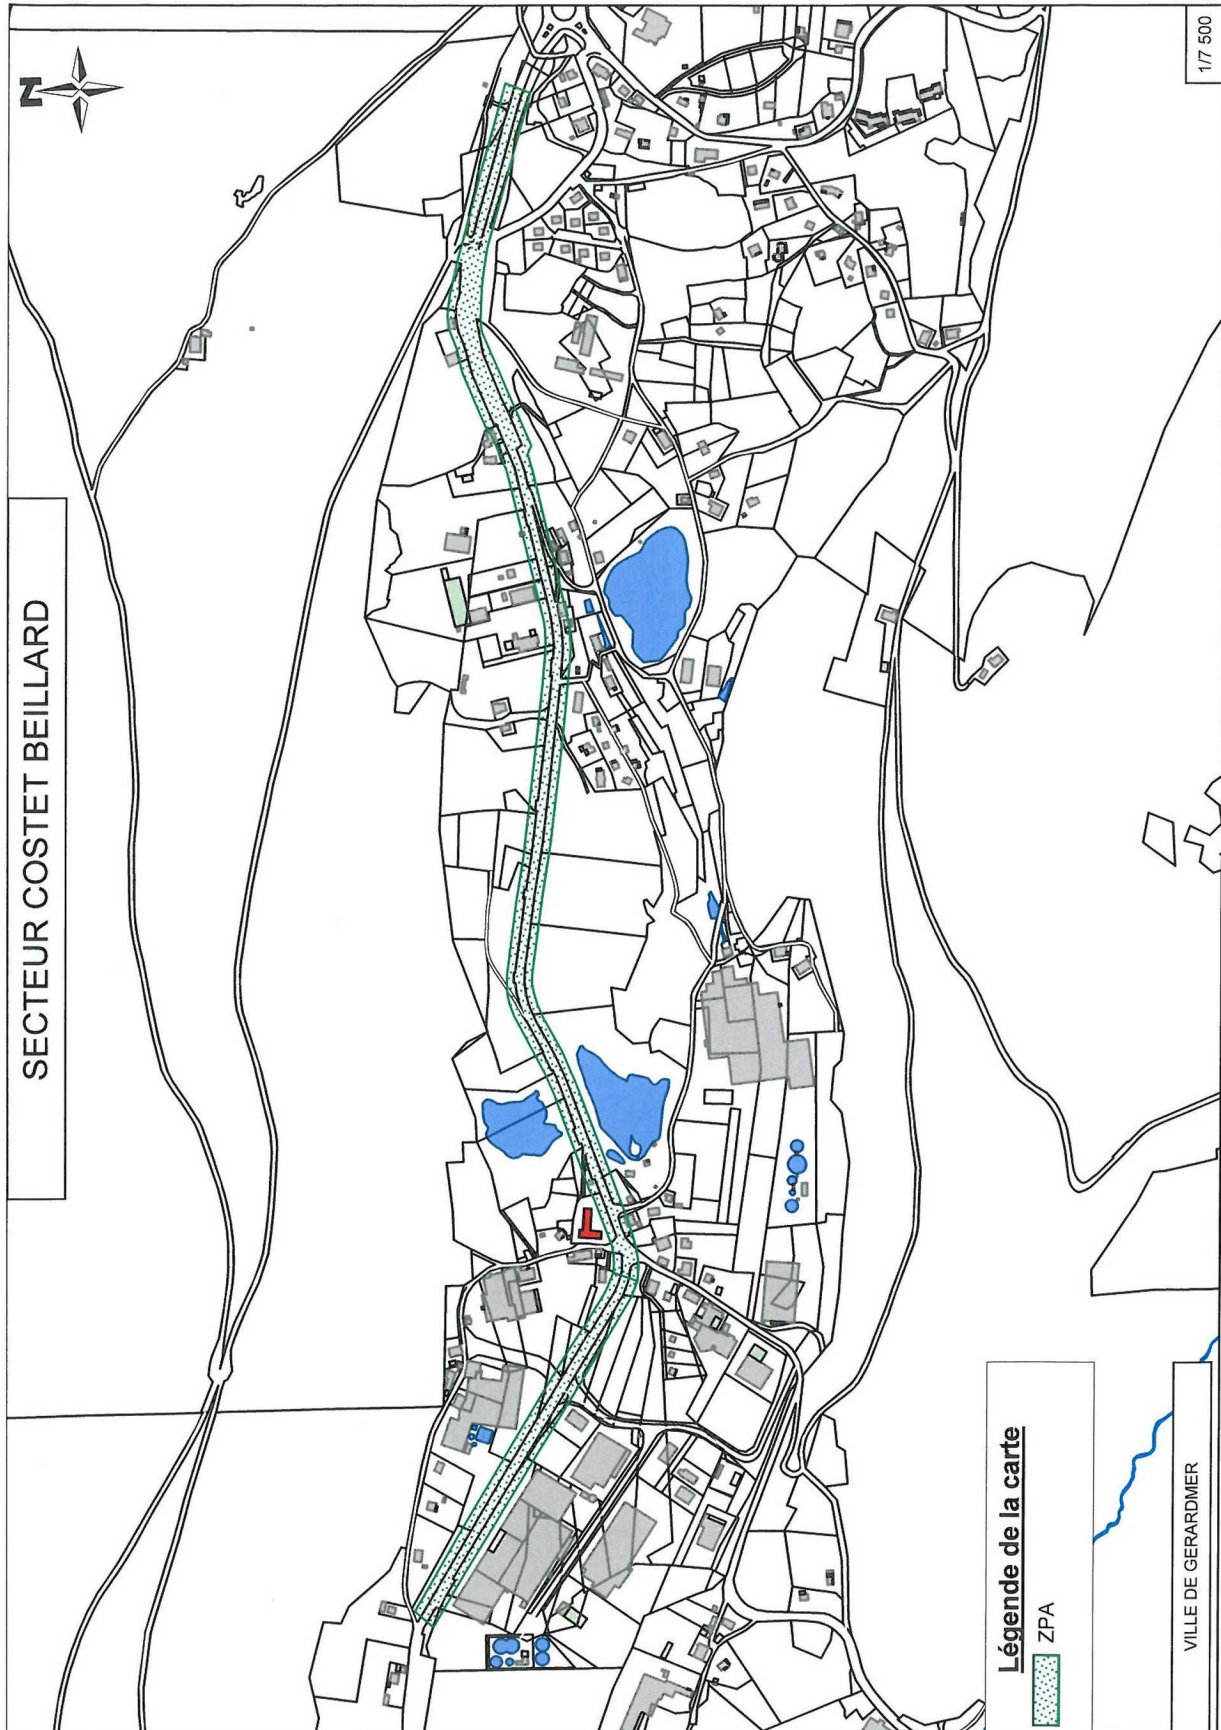 SECTEUR COSTET BEILLARD
N
Légende de la carte
ZPA
VILLE DE GERARDMER
1/7 500